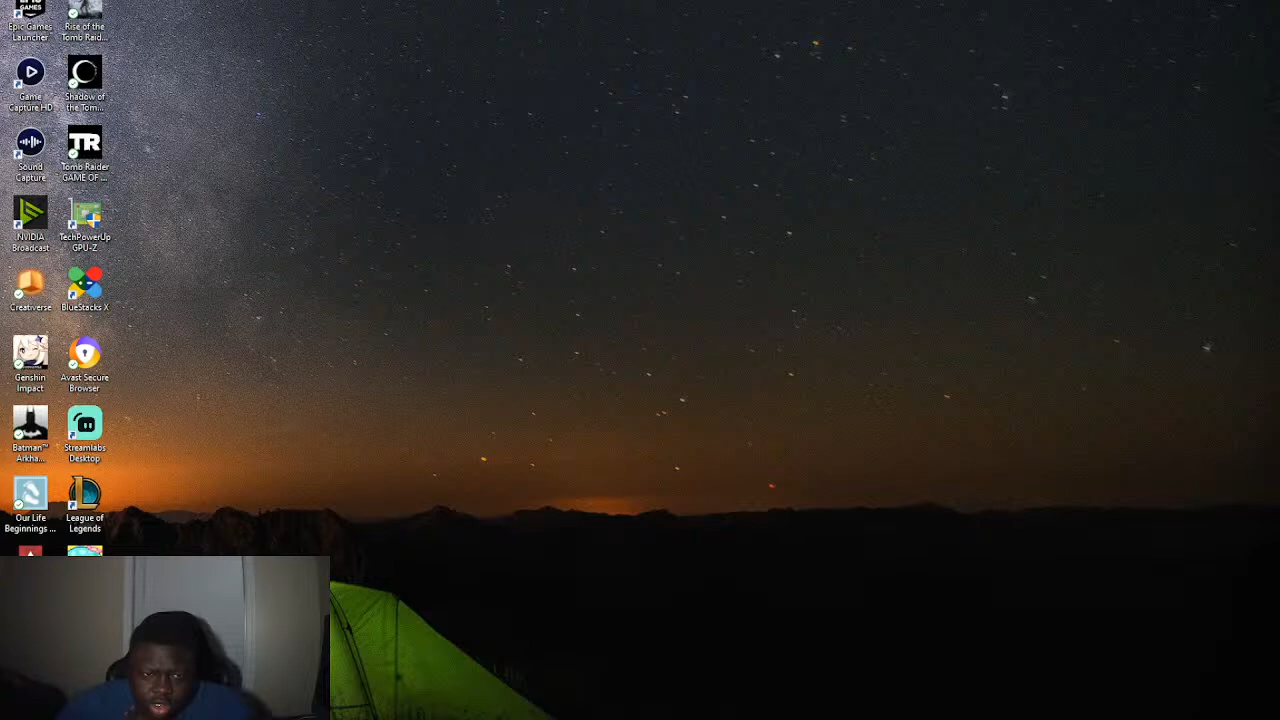 EPIC
GAMES
Epic Games
Launcher
Rise of the
Tomb Raid...
Game
Capture HD
Shadow of
the Tom...
Sound
Capture
TR
Tomb Raider
GAME OF ...
NVIDIA
Broadcast
TechPowerUp
GPU-Z
Creativerse
BlueStacks X
Genshin
Impact
Avast Secure
Browser
Batman™
Arkha...
Streamlabs
Desktop
Our Life
Beginnings ...
League of
Legends